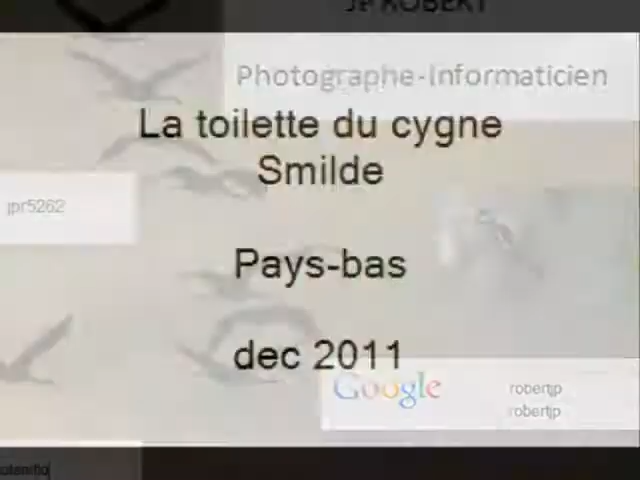 JP ROBERT
Photographe-Informaticien
La toilette du cygne
Smilde
jpr5262
Pays-bas
dec 2011
Google
robertjp
robertjp